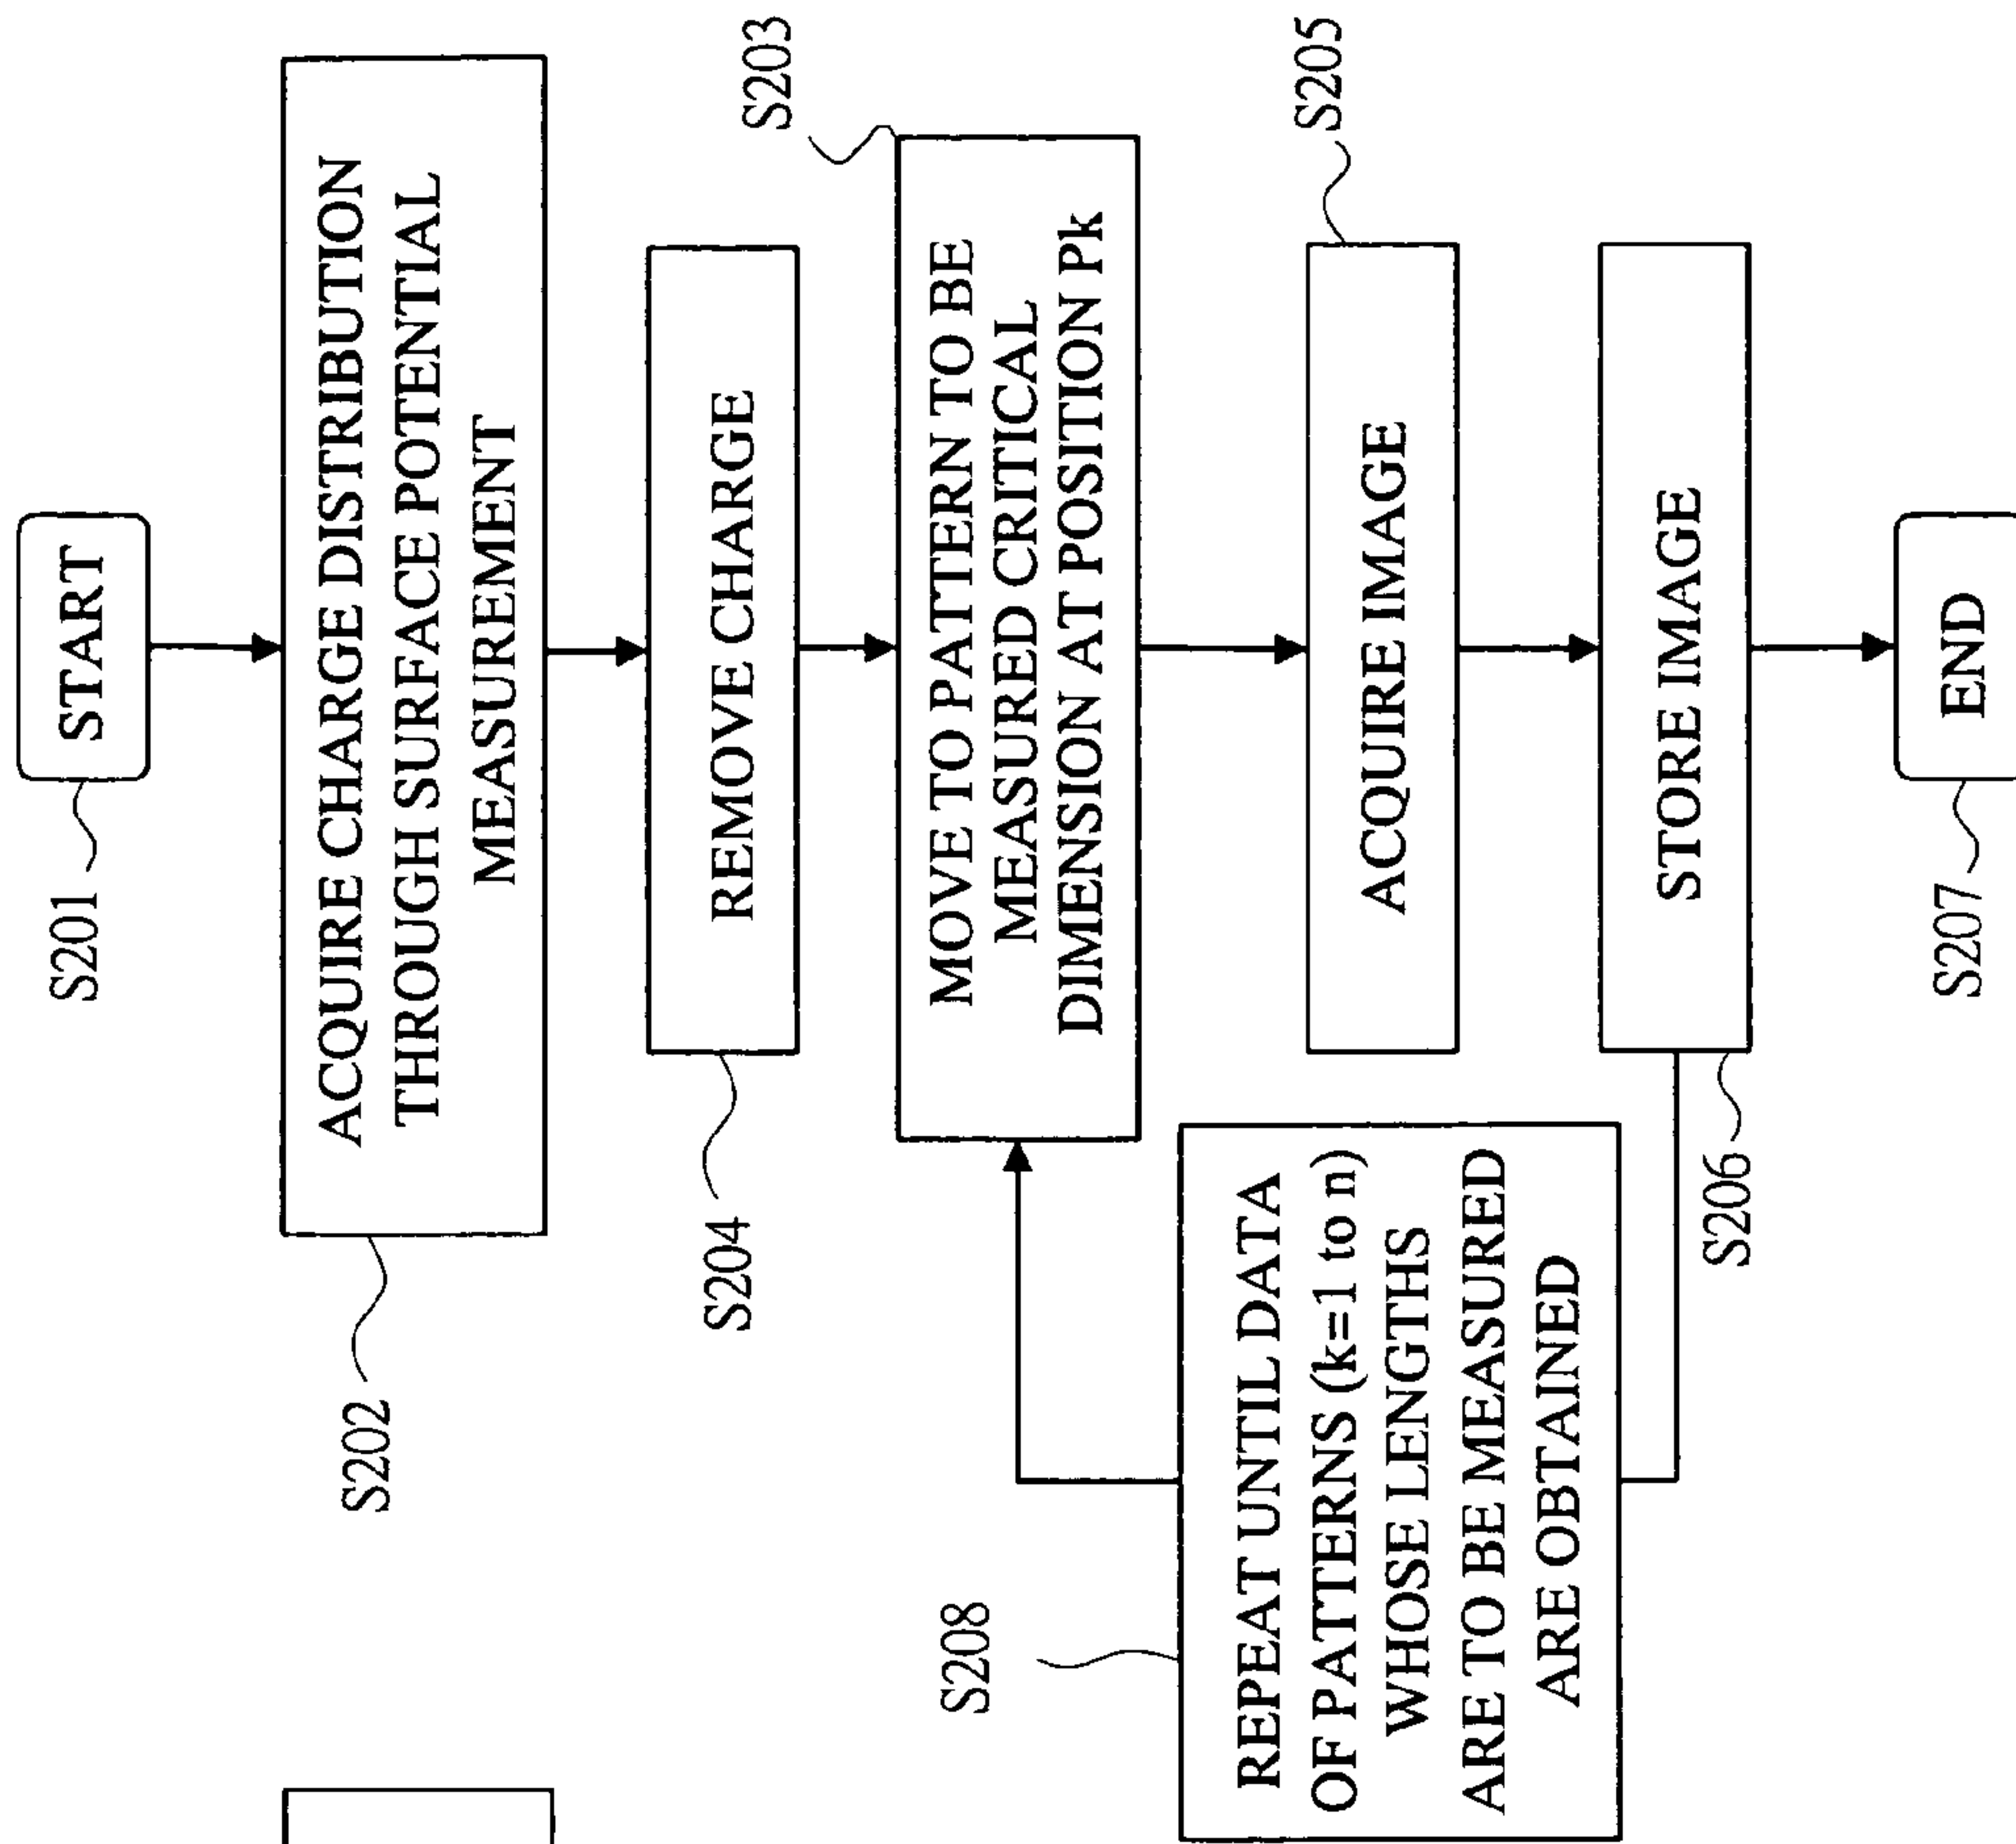 START
S201
ACQUIRE CHARGE DISTRIBUTION
THROUGH SURFACE POTENTIAL
MEASUREMENT
S202
REMOVE CHARGE
S204
S203
MOVE TO PATTERN TO BE
MEASURED CRITICAL
DIMENSION AT POSITION Pk
S205
ACQUIRE IMAGE
STORE IMAGE
S206
S208
REPEAT UNTIL DATA
OF PATTERNS (k=1 to n)
WHOSE LENGTHS
ARE TO BE MEASURED
ARE OBTAINED
END
S207